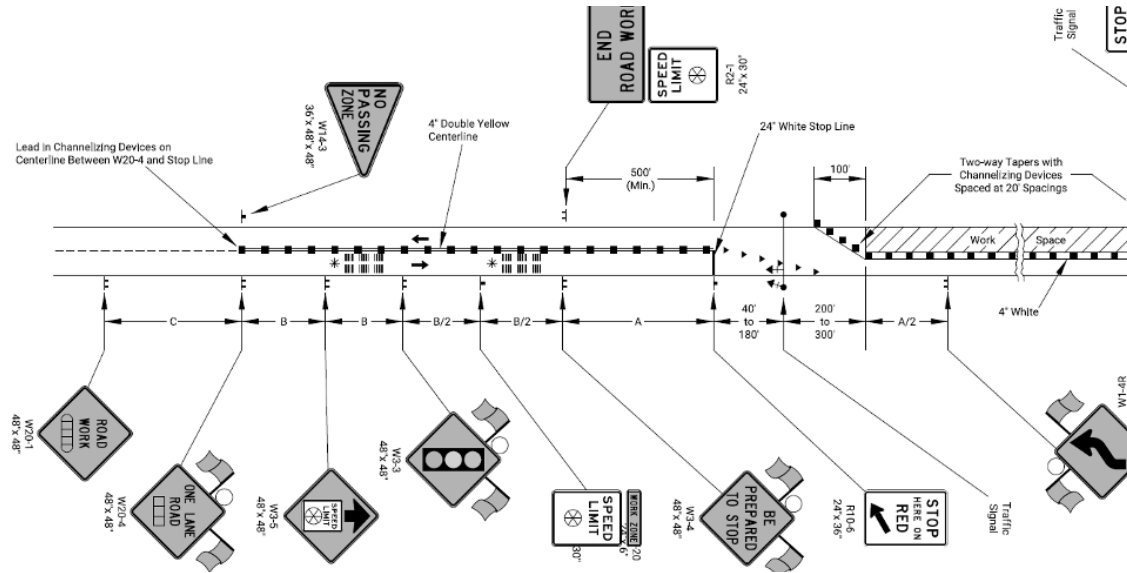 Traffic
Signal
STOP
END
ROAD WORK
SPEED
LIMIT
R2-1
24"x 30"
NO
PASSING
ZONE
W14-3
36"x 48"x 48"
4" Double Yellow
Centerline
24" White Stop Line
Lead in Channelizing Devices on
Centerline Between W20-4 and Stop Line
500'
(Min.)
100'
Two-way Tapers with
Channelizing Devices
Spaced at 20' Spacings
Work Space
4" White
C
B
B
B/2
B/2
A
40'
to
180'
200'
to
300'
A/2
ROAD
WORK
W20-1
48"x 48"
ONE LANE
ROAD
W20-4
48"x 48"
SPEED
LIMIT
W3-5
48"x 48"
W3-3
48"x 48"
SPEED
LIMIT
WORK ZONE
24"x 6"
30"
BE
PREPARED
TO STOP
W3-4
48"x 48"
STOP
HERE ON
RED
R10-6
24"x 36"
Traffic
Signal
W1-4R